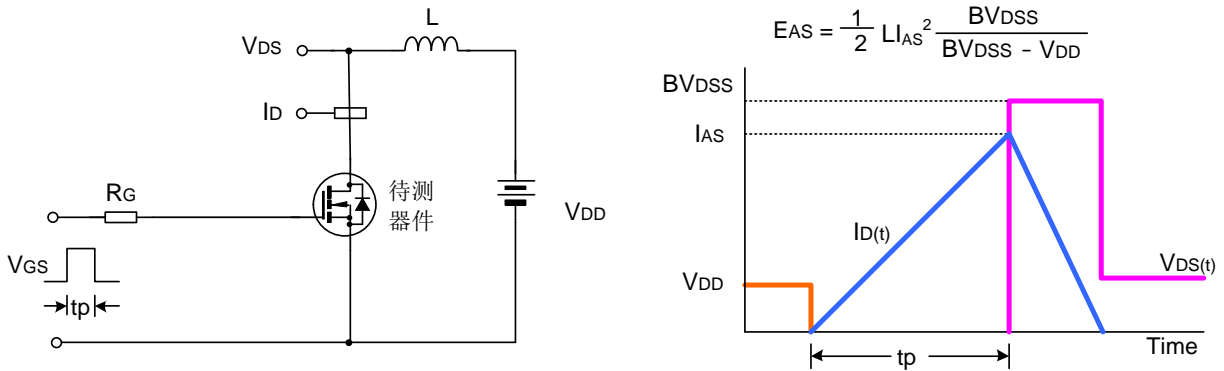 L
VDS
ID
RG
待测
器件
VDD
VGS
tp
EAS = 1/2 LIAS² BVDSS / BVDSS - VDD
BVDSS
IAS
ID(t)
VDD
VDS(t)
tp
Time